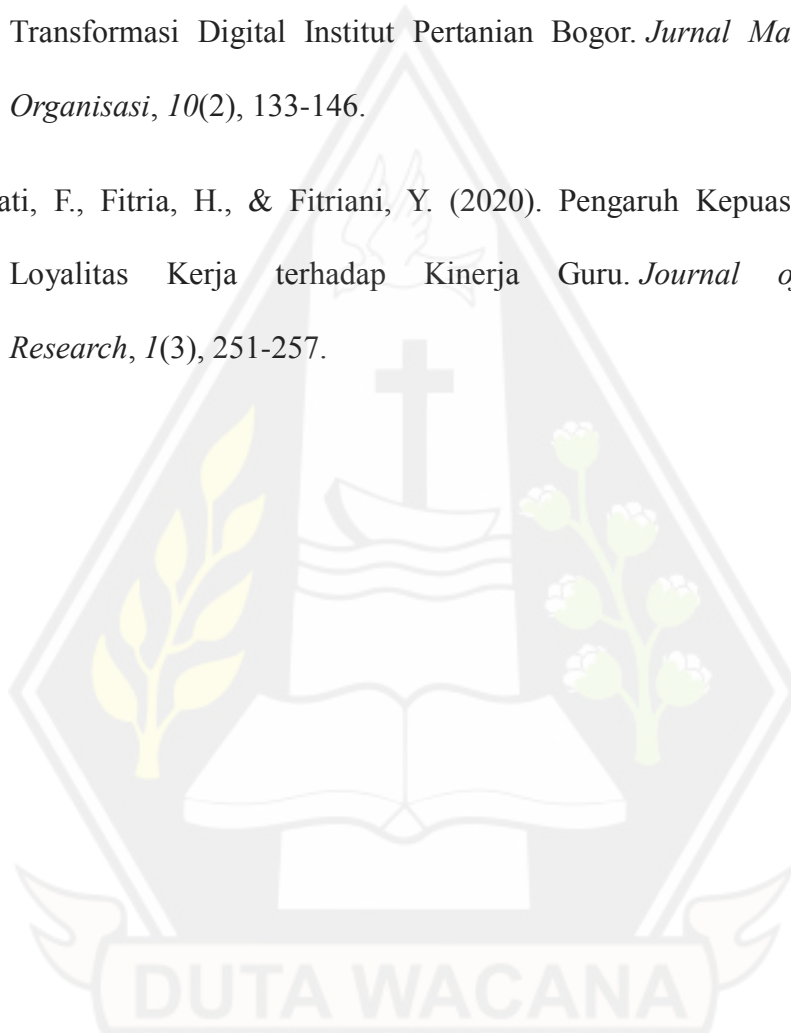 Transformasi Digital Institut Pertanian Bogor. Jurnal Ma
Organisasi, 10(2), 133-146.
ati, F., Fitria, H., & Fitriani, Y. (2020). Pengaruh Kepuas
Loyalitas Kerja terhadap Kinerja Guru. Journal o
Research, 1(3), 251-257.
DUTA WACANA